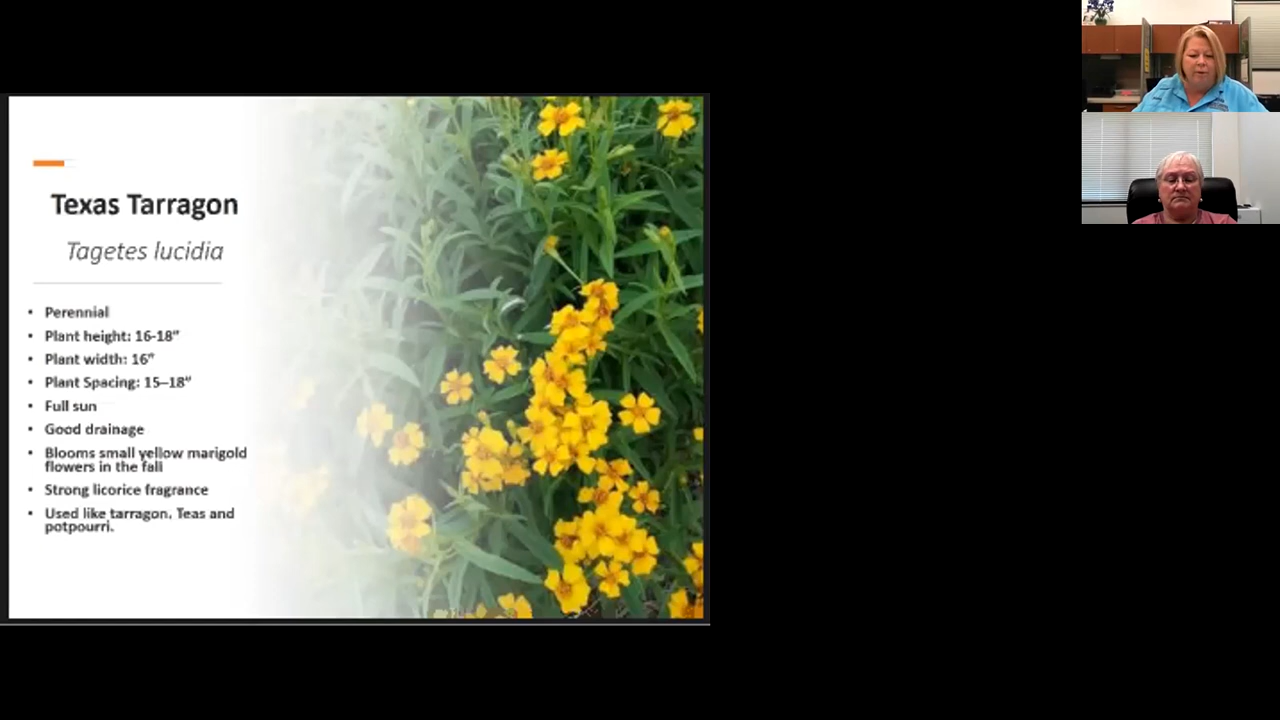 Texas Tarragon
Tagetes lucidia
• Perennial
• Plant height: 16-18”
• Plant width: 16”
• Plant Spacing: 15–18”
• Full sun
• Good drainage
• Blooms small yellow marigold
flowers in the fall
• Strong licorice fragrance
• Used like tarragon. Teas and
potpourri.